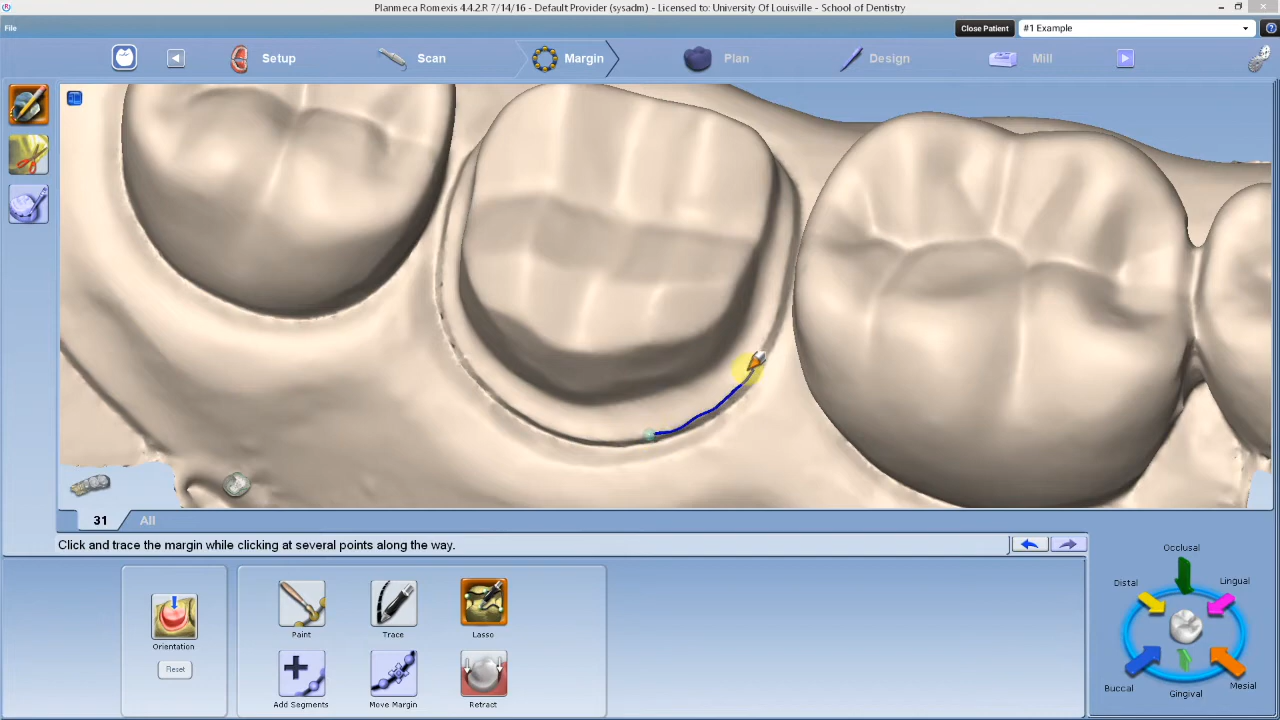 Planmeca Romexis 4.4.2.R 7/14/16 - Default Provider (sysadm) - Licensed to: University Of Louisville - School of Dentistry
File
Close Patient
#1 Example
?
Setup
Scan
Margin
Plan
Design
Mill
31
All
Click and trace the margin while clicking at several points along the way.
Orientation
Reset
Paint
Trace
Lasso
Add Segments
Move Margin
Retract
Occlusal
Distal
Lingual
Buccal
Mesial
Gingival